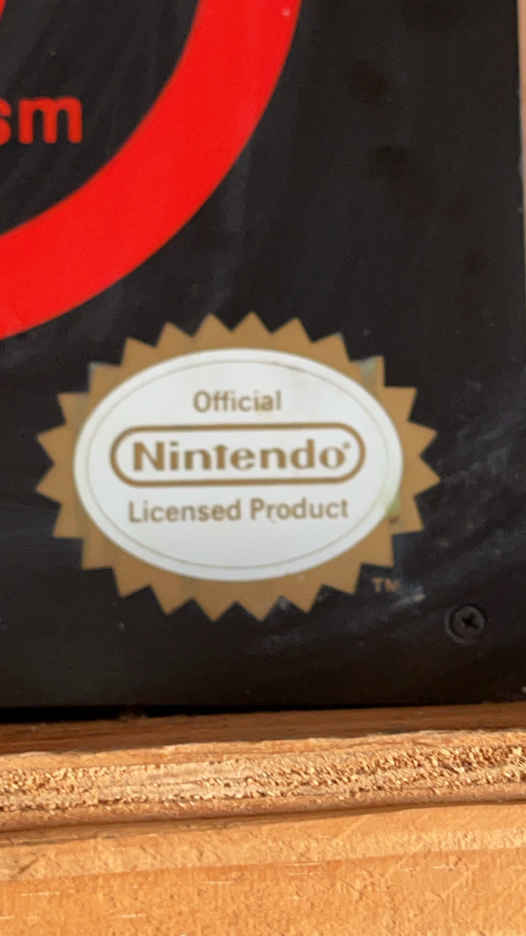 sm
Official
Nintendo®
Licensed Product
TM